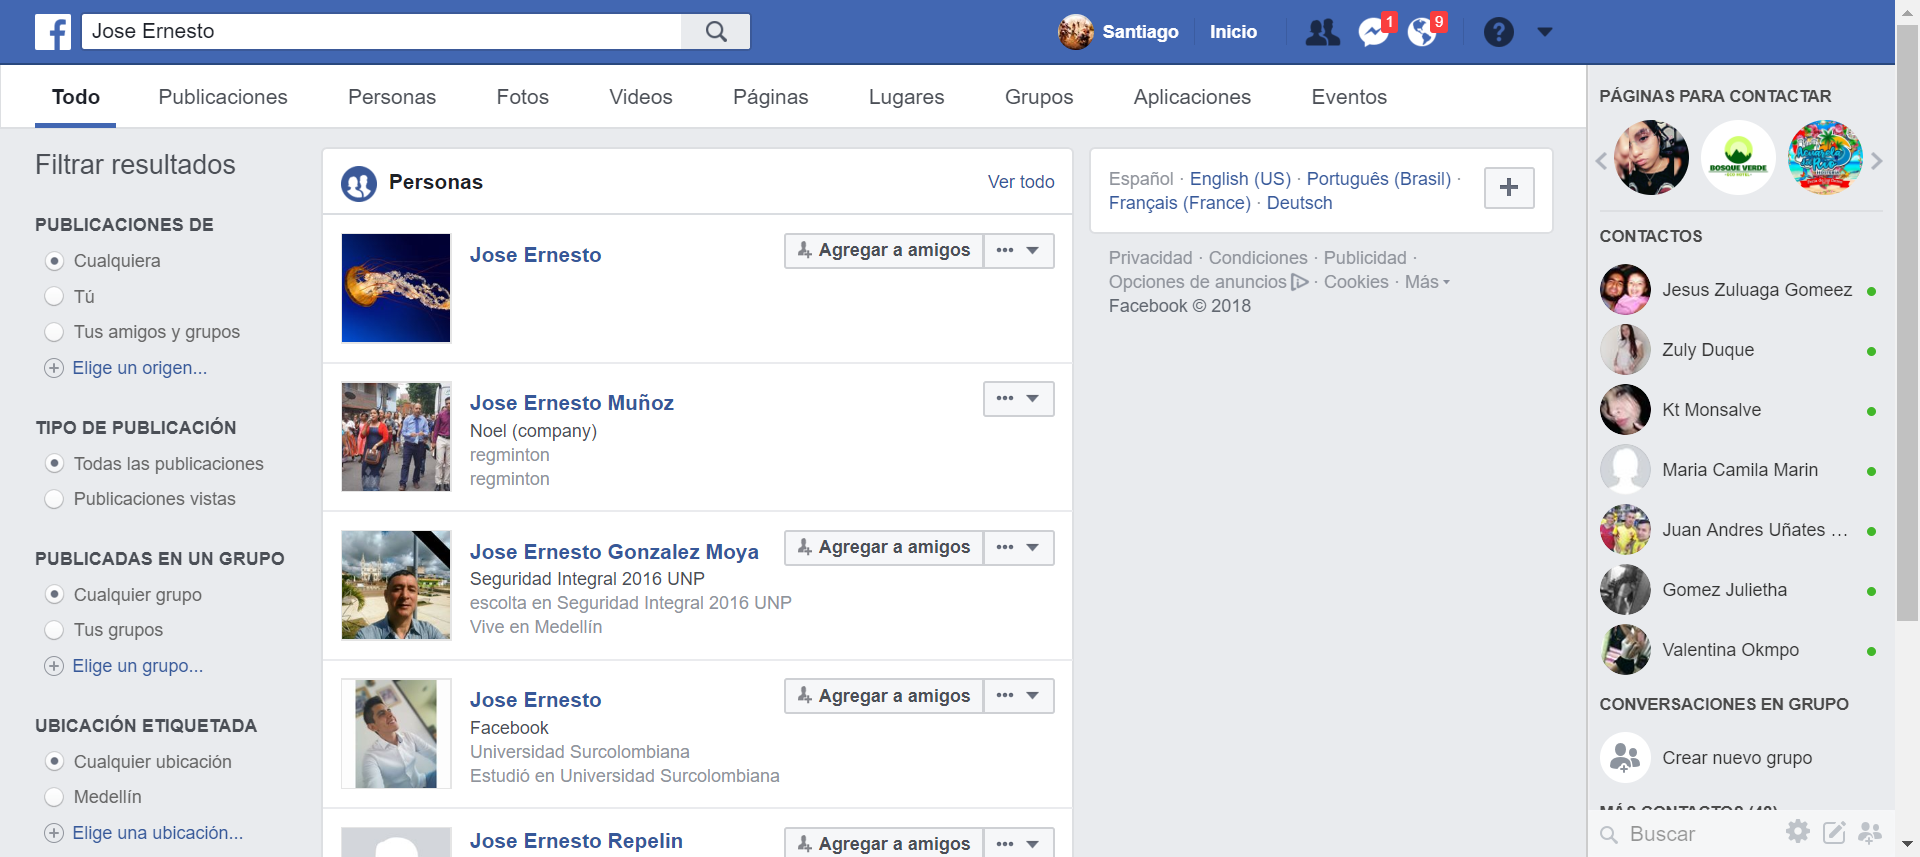 Jose Ernesto
Santiago
Inicio
1
9
Todo
Publicaciones
Personas
Fotos
Videos
Páginas
Lugares
Grupos
Aplicaciones
Eventos
Filtrar resultados
PUBLICACIONES DE
Cualquiera
Tú
Tus amigos y grupos
Elige un origen...
TIPO DE PUBLICACIÓN
Todas las publicaciones
Publicaciones vistas
PUBLICADAS EN UN GRUPO
Cualquier grupo
Tus grupos
Elige un grupo...
UBICACIÓN ETIQUETADA
Cualquier ubicación
Medellín
Elige una ubicación...
Personas
Ver todo
Jose Ernesto
Agregar a amigos
Jose Ernesto Muñoz
Noel (company)
regminton
regminton
Jose Ernesto Gonzalez Moya
Agregar a amigos
Seguridad Integral 2016 UNP
escolta en Seguridad Integral 2016 UNP
Vive en Medellín
Jose Ernesto
Agregar a amigos
Facebook
Universidad Surcolombiana
Estudió en Universidad Surcolombiana
Jose Ernesto Repelin
Agregar a amigos
Español · English (US) · Português (Brasil) ·
Français (France) · Deutsch
Privacidad · Condiciones · Publicidad ·
Opciones de anuncios · Cookies · Más
Facebook © 2018
PÁGINAS PARA CONTACTAR
BOSQUE VERDE
CONTACTOS
Jesus Zuluaga Gomeez
Zuly Duque
Kt Monsalve
Maria Camila Marin
Juan Andres Uñates ...
Gomez Julietha
Valentina Okmpo
CONVERSACIONES EN GRUPO
Crear nuevo grupo
MÁS CONTACTOS (48)
Buscar